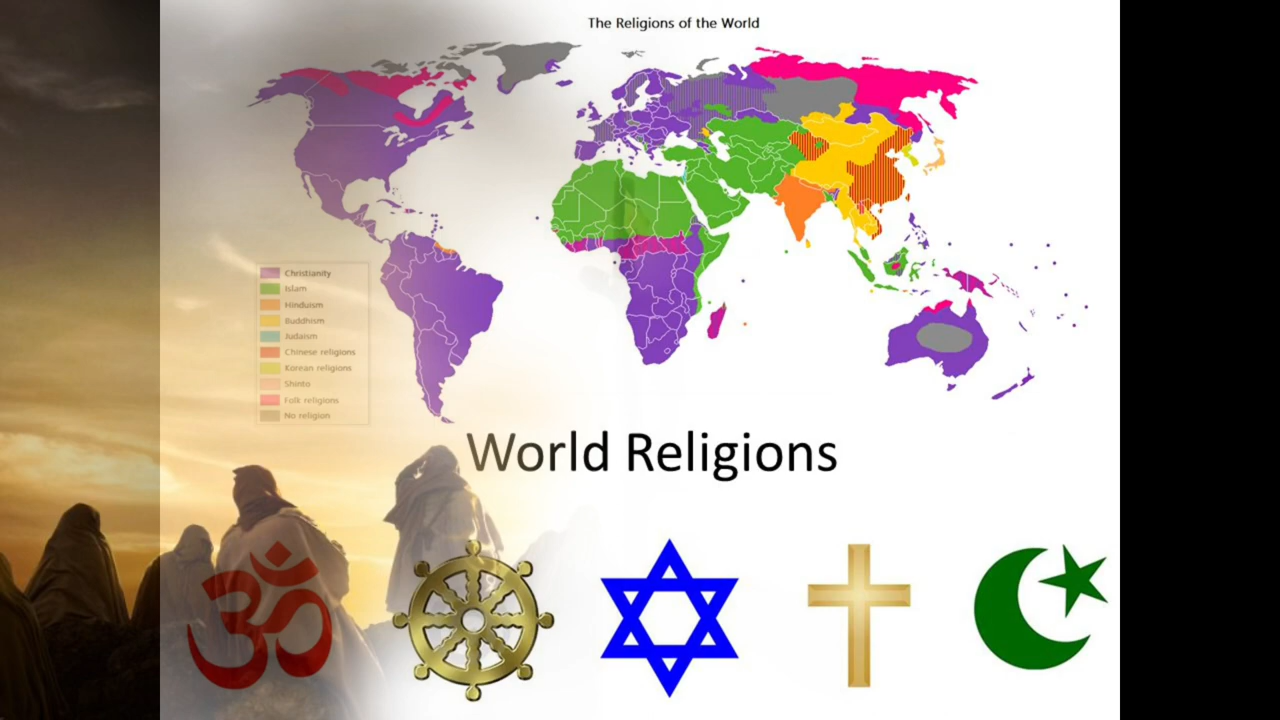 The Religions of the World
Christianity
Islam
Hinduism
Buddhism
Judaism
Chinese religions
Korean religions
Shinto
Folk religions
No religion
World Religions